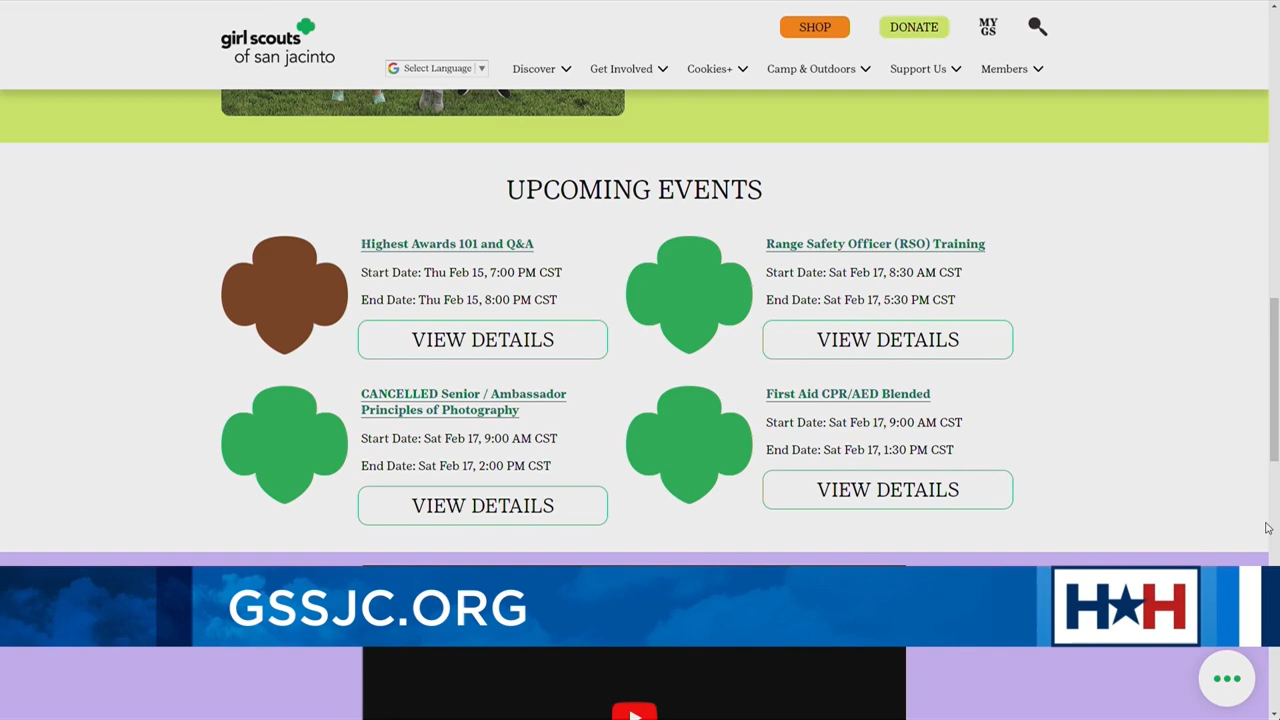 girl scouts
of san jacinto
SHOP
DONATE
MY
GS
Select Language
Discover
Get Involved
Cookies+
Camp & Outdoors
Support Us
Members
UPCOMING EVENTS
Highest Awards 101 and Q&A
Start Date: Thu Feb 15, 7:00 PM CST
End Date: Thu Feb 15, 8:00 PM CST
VIEW DETAILS
Range Safety Officer (RSO) Training
Start Date: Sat Feb 17, 8:30 AM CST
End Date: Sat Feb 17, 5:30 PM CST
VIEW DETAILS
CANCELLED Senior / Ambassador
Principles of Photography
Start Date: Sat Feb 17, 9:00 AM CST
End Date: Sat Feb 17, 2:00 PM CST
VIEW DETAILS
First Aid CPR/AED Blended
Start Date: Sat Feb 17, 9:00 AM CST
End Date: Sat Feb 17, 1:30 PM CST
VIEW DETAILS
GSSJC.ORG
H★H